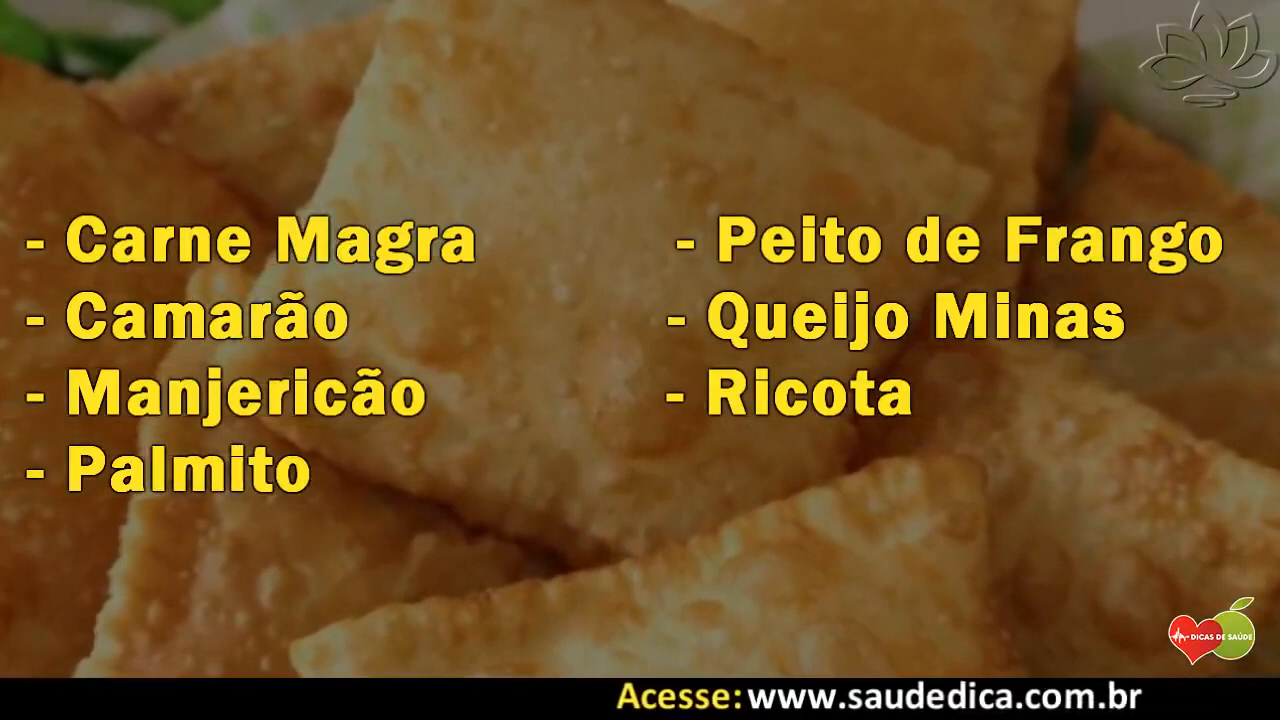 - Carne Magra
- Camarão
- Manjericão
- Palmito
- Peito de Frango
- Queijo Minas
- Ricota
DICAS DE SAÚDE
Acesse: www.saudedica.com.br